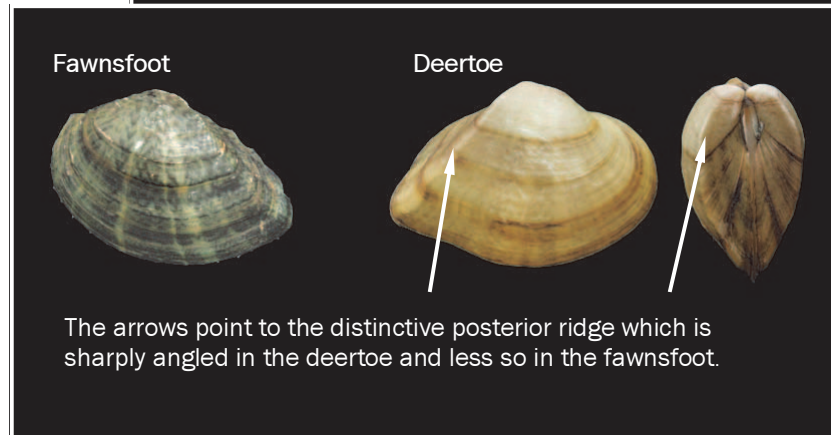 Fawnsfoot
Deertoe
The arrows point to the distinctive posterior ridge which is
sharply angled in the deertoe and less so in the fawnsfoot.